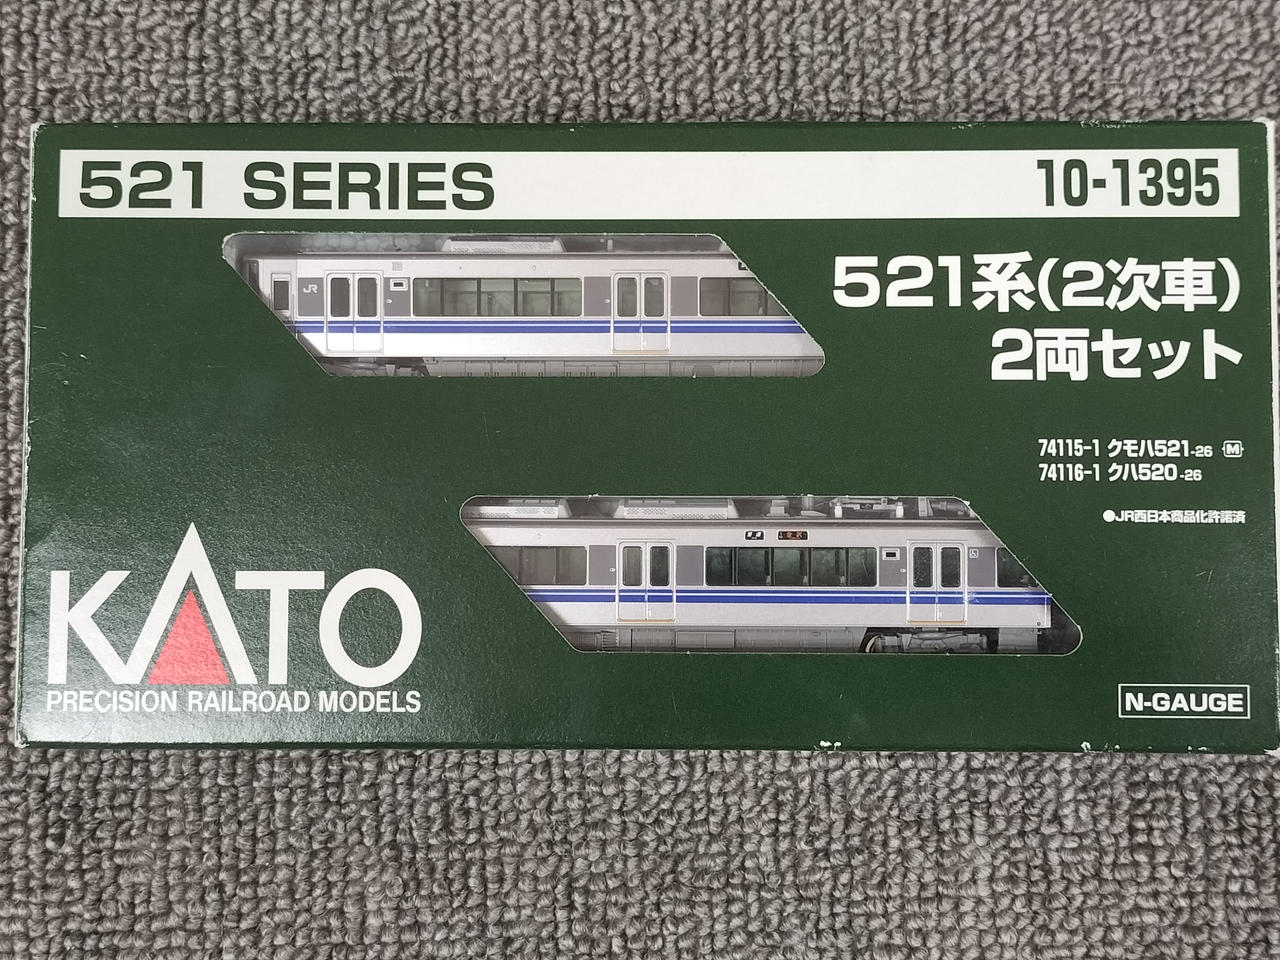 521 SERIES
10-1395
JR
521系(2次車)
2両セット
74115-1 クモハ521-26 M
74116-1 クハ520-26
●JR西日本商品化許諾済
KATO
PRECISION RAILROAD MODELS
N-GAUGE